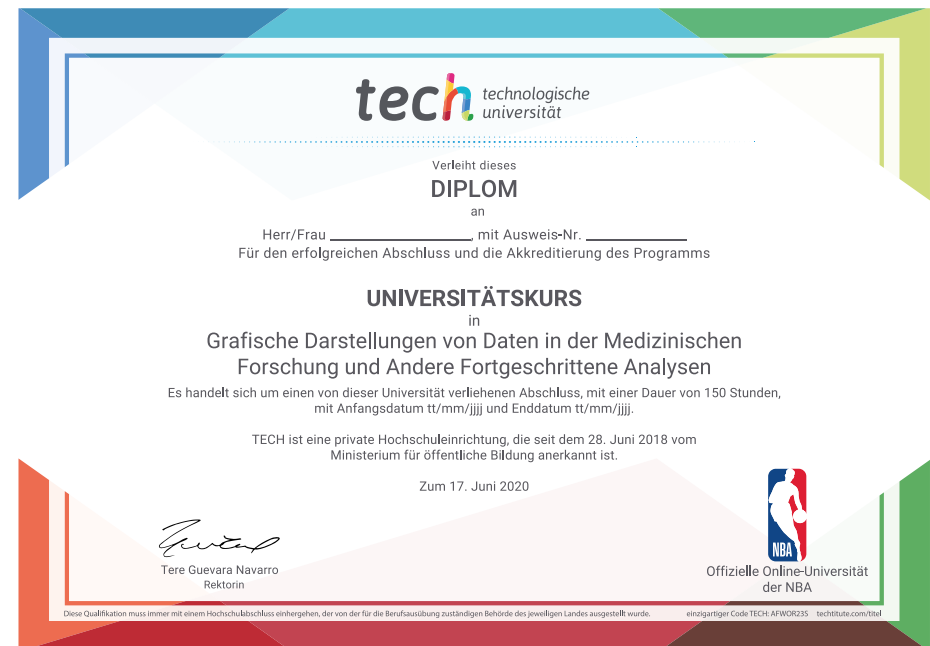 tech technologische
universität
Verleiht dieses
DIPLOM
an
Herr/Frau ____________, mit Ausweis-Nr. ____________
Für den erfolgreichen Abschluss und die Akkreditierung des Programms
UNIVERSITÄTSKURS
in
Grafische Darstellungen von Daten in der Medizinischen
Forschung und Andere Fortgeschrittene Analysen
Es handelt sich um einen von dieser Universität verliehenen Abschluss, mit einer Dauer von 150 Stunden,
mit Anfangsdatum tt/mm/jjjj und Enddatum tt/mm/jjjj.
TECH ist eine private Hochschuleinrichtung, die seit dem 28. Juni 2018 vom
Ministerium für öffentliche Bildung anerkannt ist.
Zum 17. Juni 2020
NBA
Tere Guevara Navarro
Rektorin
Offizielle Online-Universität
der NBA
Diese Qualifikation muss immer mit einem Hochschulabschluss einhergehen, der von der für die Berufsausübung zuständigen Behörde des jeweiligen Landes ausgestellt wurde. einzigartiger Code TECH: AFWOR23S techtitute.com/titel